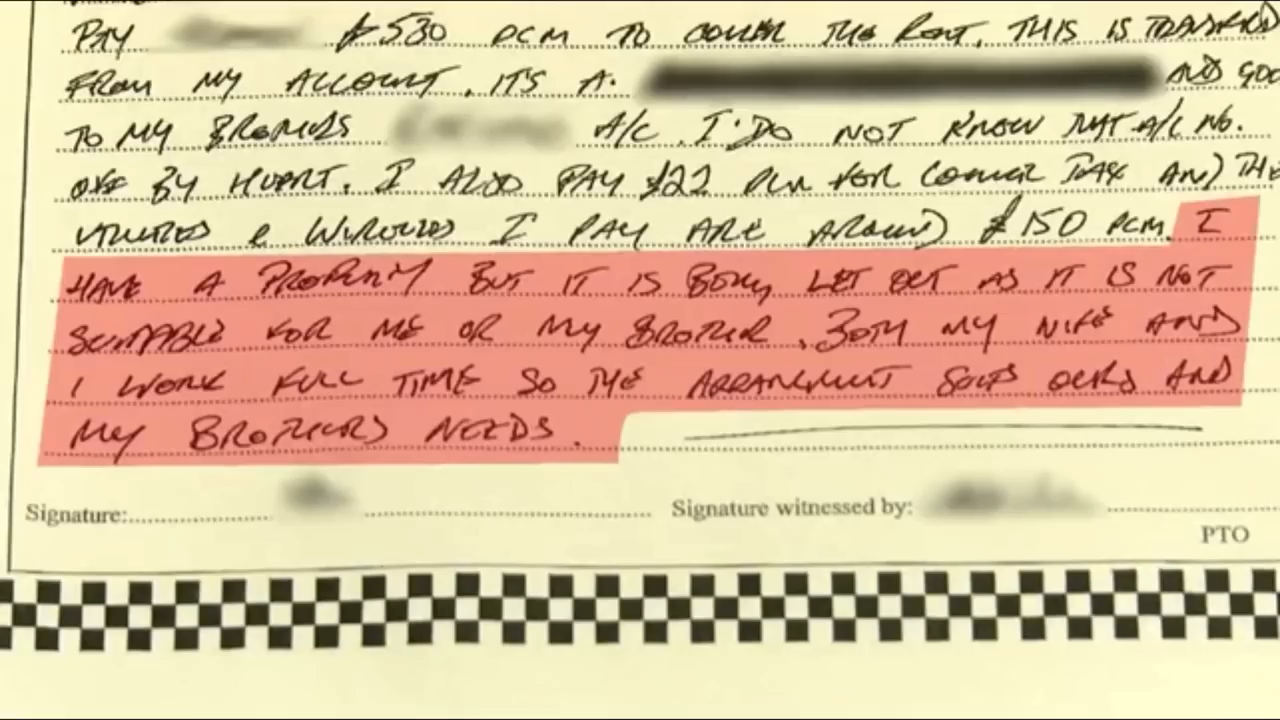 PAY £530 PCM TO COVER THE RENT. THIS IS TRANSFERRED
FROM MY ACCOUNT, IT'S A. AND GOES
TO MY BROTHERS A/C. I DO NOT KNOW THAT A/C NO.
OFF BY HEART. I ALSO PAY £22 PCM FOR COUNCIL TAX AND THE
UTILITIES & I PAY ARE AROUND £150 PCM. I
HAVE A PROPERTY BUT IT IS BEING LET OUT AS IT IS NOT
SUITABLE FOR ME OR MY BROTHER. BOTH MY WIFE AND
I WORK FULL TIME SO THE ARRANGEMENT SUITS OURS AND
MY BROTHERS NEEDS.
Signature: Signature witnessed by:
PTO